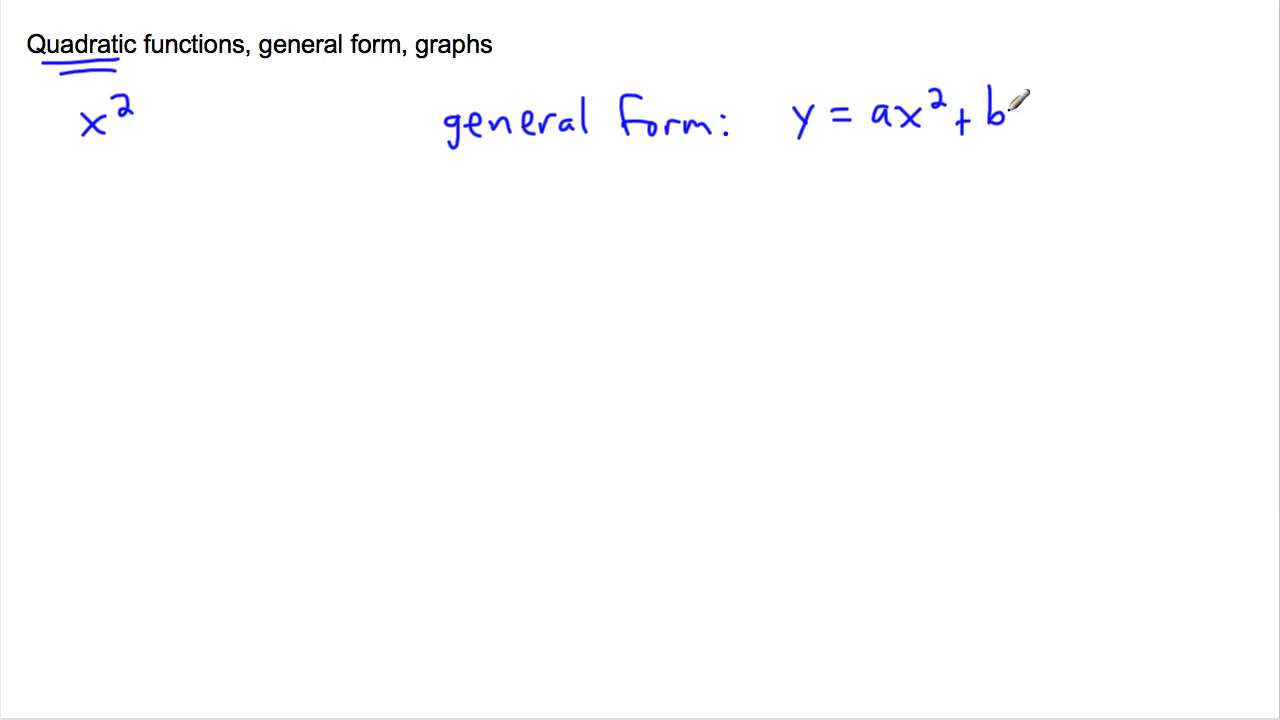 Quadratic functions, general form, graphs
x² general form: y = ax² + b